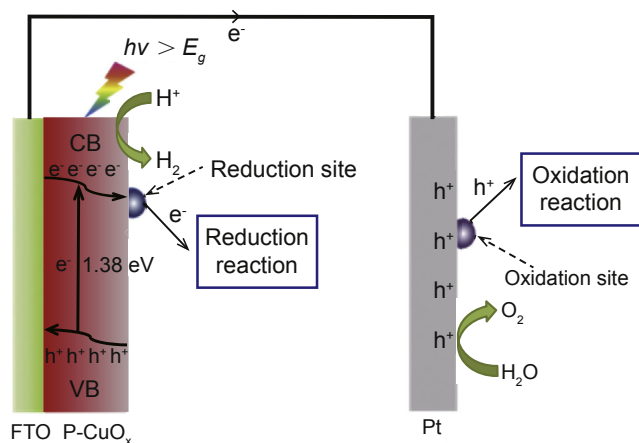 e⁻
hv > E_g
H⁺
CB
H₂
e⁻ e⁻ e⁻ e⁻
Reduction site
e⁻
Reduction
reaction
e⁻ 1.38 eV
h⁺ h⁺ h⁺ h⁺
VB
FTO P-CuOₓ
h⁺
h⁺
h⁺
h⁺
h⁺
Oxidation
reaction
Oxidation site
O₂
H₂O
Pt